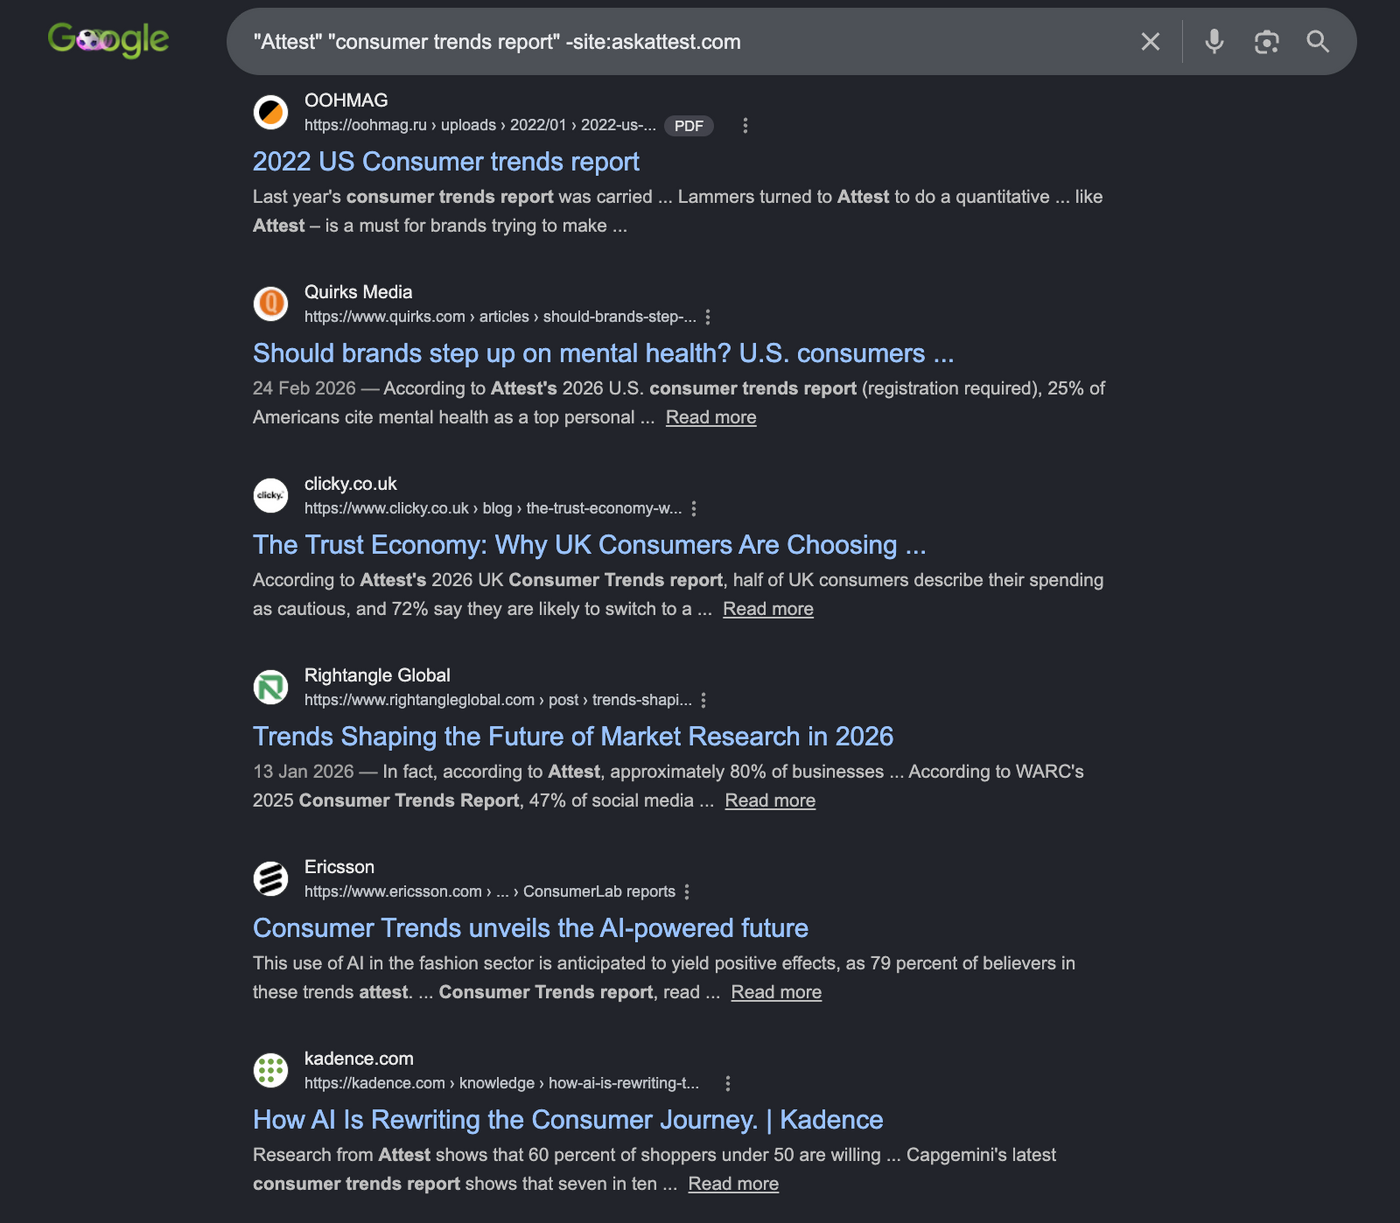 Google
"Attest" "consumer trends report" -site:askattest.com
OOHMAG
https://oohmag.ru › uploads › 2022/01 › 2022-us-... PDF
2022 US Consumer trends report
Last year's consumer trends report was carried ... Lammers turned to Attest to do a quantitative ... like
Attest – is a must for brands trying to make ...
Quirks Media
https://www.quirks.com › articles › should-brands-step-...
Should brands step up on mental health? U.S. consumers ...
24 Feb 2026 — According to Attest's 2026 U.S. consumer trends report (registration required), 25% of
Americans cite mental health as a top personal ... Read more
clicky.
clicky.co.uk
https://www.clicky.co.uk › blog › the-trust-economy-w...
The Trust Economy: Why UK Consumers Are Choosing ...
According to Attest's 2026 UK Consumer Trends report, half of UK consumers describe their spending
as cautious, and 72% say they are likely to switch to a ... Read more
Rightangle Global
https://www.rightangleglobal.com › post › trends-shapi...
Trends Shaping the Future of Market Research in 2026
13 Jan 2026 — In fact, according to Attest, approximately 80% of businesses ... According to WARC's
2025 Consumer Trends Report, 47% of social media ... Read more
Ericsson
https://www.ericsson.com › ... › ConsumerLab reports
Consumer Trends unveils the AI-powered future
This use of AI in the fashion sector is anticipated to yield positive effects, as 79 percent of believers in
these trends attest. ... Consumer Trends report, read ... Read more
kadence.com
https://kadence.com › knowledge › how-ai-is-rewriting-t...
How AI Is Rewriting the Consumer Journey. | Kadence
Research from Attest shows that 60 percent of shoppers under 50 are willing ... Capgemini's latest
consumer trends report shows that seven in ten ... Read more